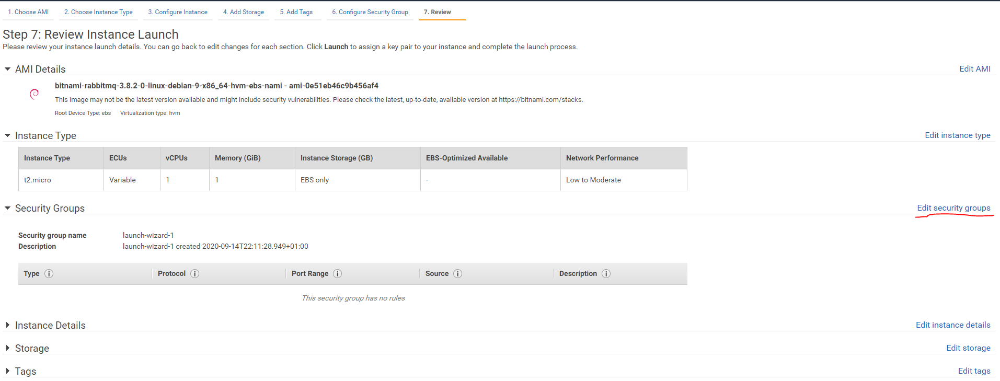 1. Choose AMI 2. Choose Instance Type 3. Configure Instance 4. Add Storage 5. Add Tags 6. Configure Security Group 7. Review
Step 7: Review Instance Launch
Please review your instance launch details. You can go back to edit changes for each section. Click Launch to assign a key pair to your instance and complete the launch process.
AMI Details Edit AMI
bitnami-rabbitmq-3.8.2-0-linux-debian-9-x86_64-hvm-ebs-nami - ami-0e51eb46c9b456af4
This image may not be the latest version available and might include security vulnerabilities. Please check the latest, up-to-date, available version at https://bitnami.com/stacks.
Root Device Type: ebs Virtualization type: hvm
Instance Type Edit instance type
Instance Type ECUs vCPUs Memory (GiB) Instance Storage (GB) EBS-Optimized Available Network Performance
t2.micro Variable 1 1 EBS only - Low to Moderate
Security Groups Edit security groups
Security group name launch-wizard-1
Description launch-wizard-1 created 2020-09-14T22:11:28.949+01:00
Type i Protocol i Port Range i Source i Description i
This security group has no rules
Instance Details Edit instance details
Storage Edit storage
Tags Edit tags